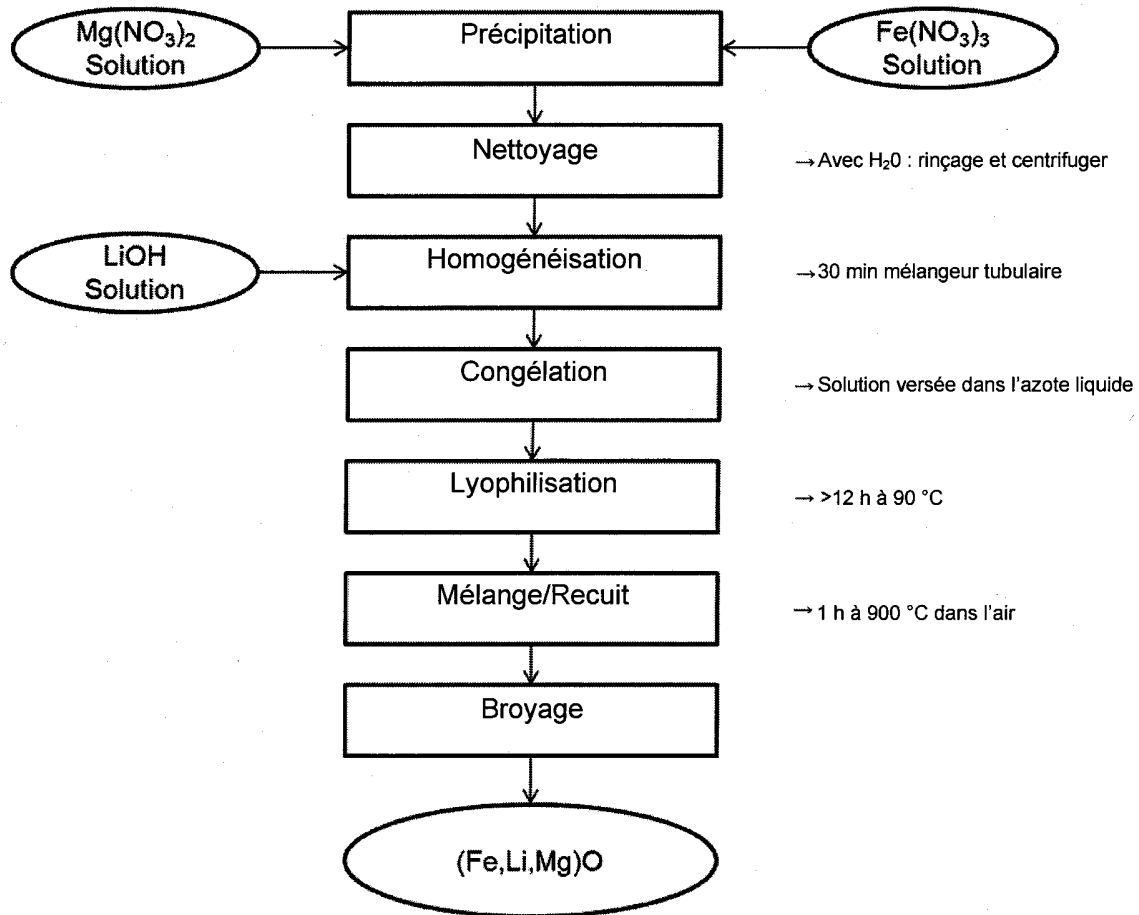 Mg(NO₃)₂
Solution
Précipitation
Fe(NO₃)₃
Solution
Nettoyage
→Avec H₂0 : rinçage et centrifuger
LiOH
Solution
Homogénéisation
→30 min mélangeur tubulaire
Congélation
→ Solution versée dans l'azote liquide
Lyophilisation
→ >12 h à 90 °C
Mélange/Recuit
→ 1 h à 900 °C dans l'air
Broyage
(Fe,Li,Mg)O